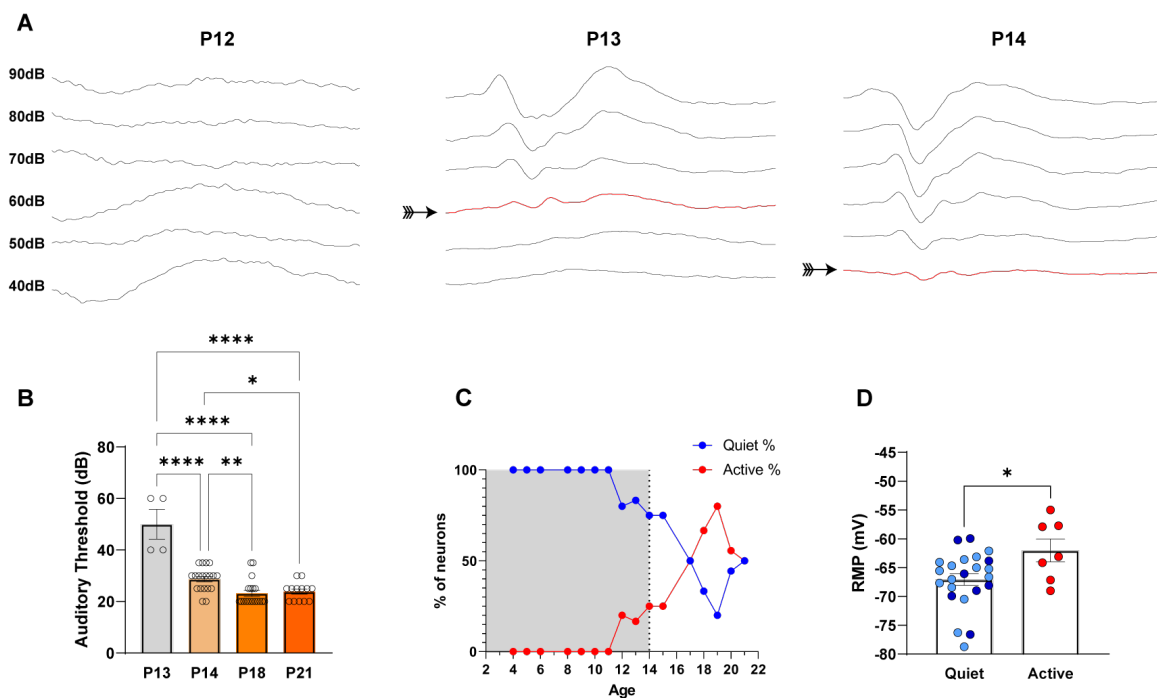 A
P12
P13
P14
90dB
80dB
70dB
60dB
50dB
40dB
B
****
*
****
****
**
Auditory Threshold (dB)
80
60
40
20
0
P13
P14
P18
P21
C
Quiet %
Active %
% of neurons
100
50
0
2
4
6
8
10
12
14
16
18
20
22
Age
D
*
RMP (mV)
-45
-50
-55
-60
-65
-70
-75
-80
Quiet
Active